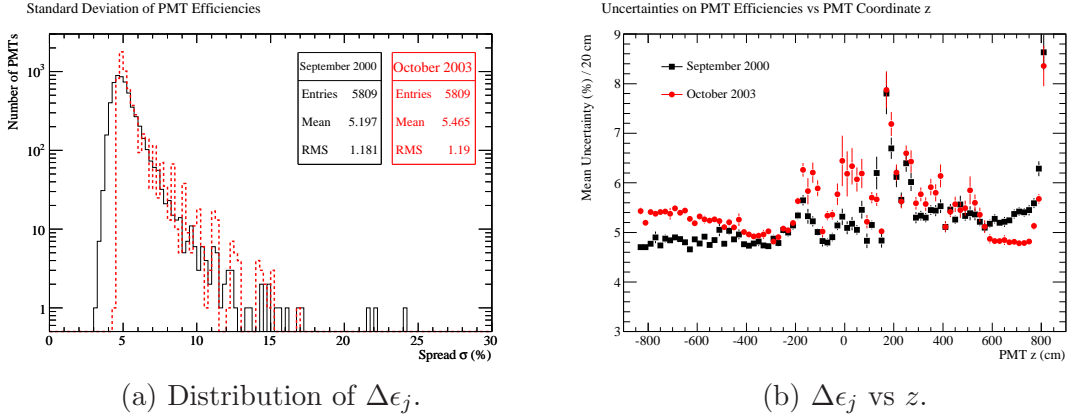 Standard Deviation of PMT Efficiencies
Number of PMTs
10³
10²
10
1
September 2000
Entries 5809
Mean 5.197
RMS 1.181
October 2003
Entries 5809
Mean 5.465
RMS 1.19
0 5 10 15 20 25 30
Spread σ (%)
(a) Distribution of Δϵⱼ.
Uncertainties on PMT Efficiencies vs PMT Coordinate z
Mean Uncertainty (%) / 20 cm
9
8
7
6
5
4
3
September 2000
October 2003
-800 -600 -400 -200 0 200 400 600 800
PMT z (cm)
(b) Δϵⱼ vs z.